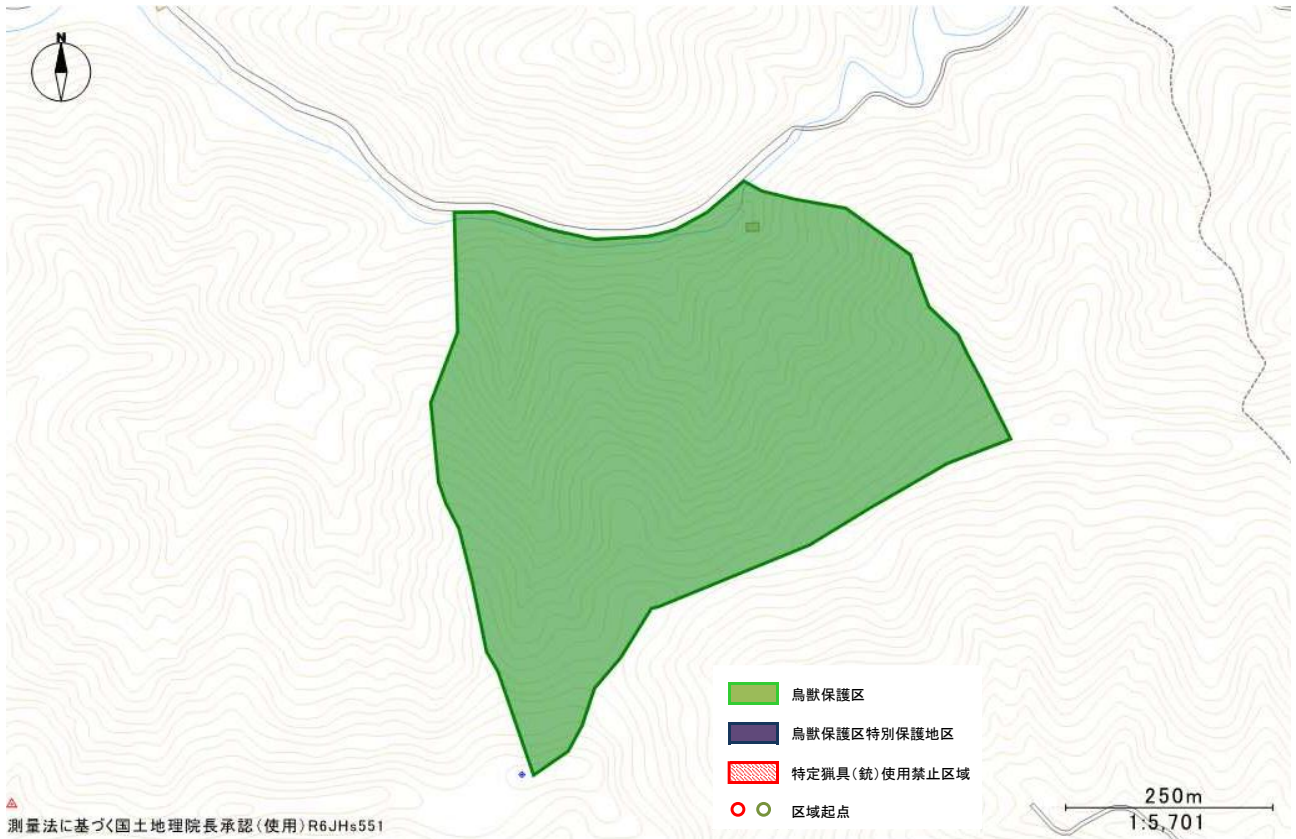 N
鳥獣保護区
鳥獣保護区特別保護地区
特定猟具(銃)使用禁止区域
区域起点
250m
1:5,701
測量法に基づく国土地理院長承認(使用)R6JHs551